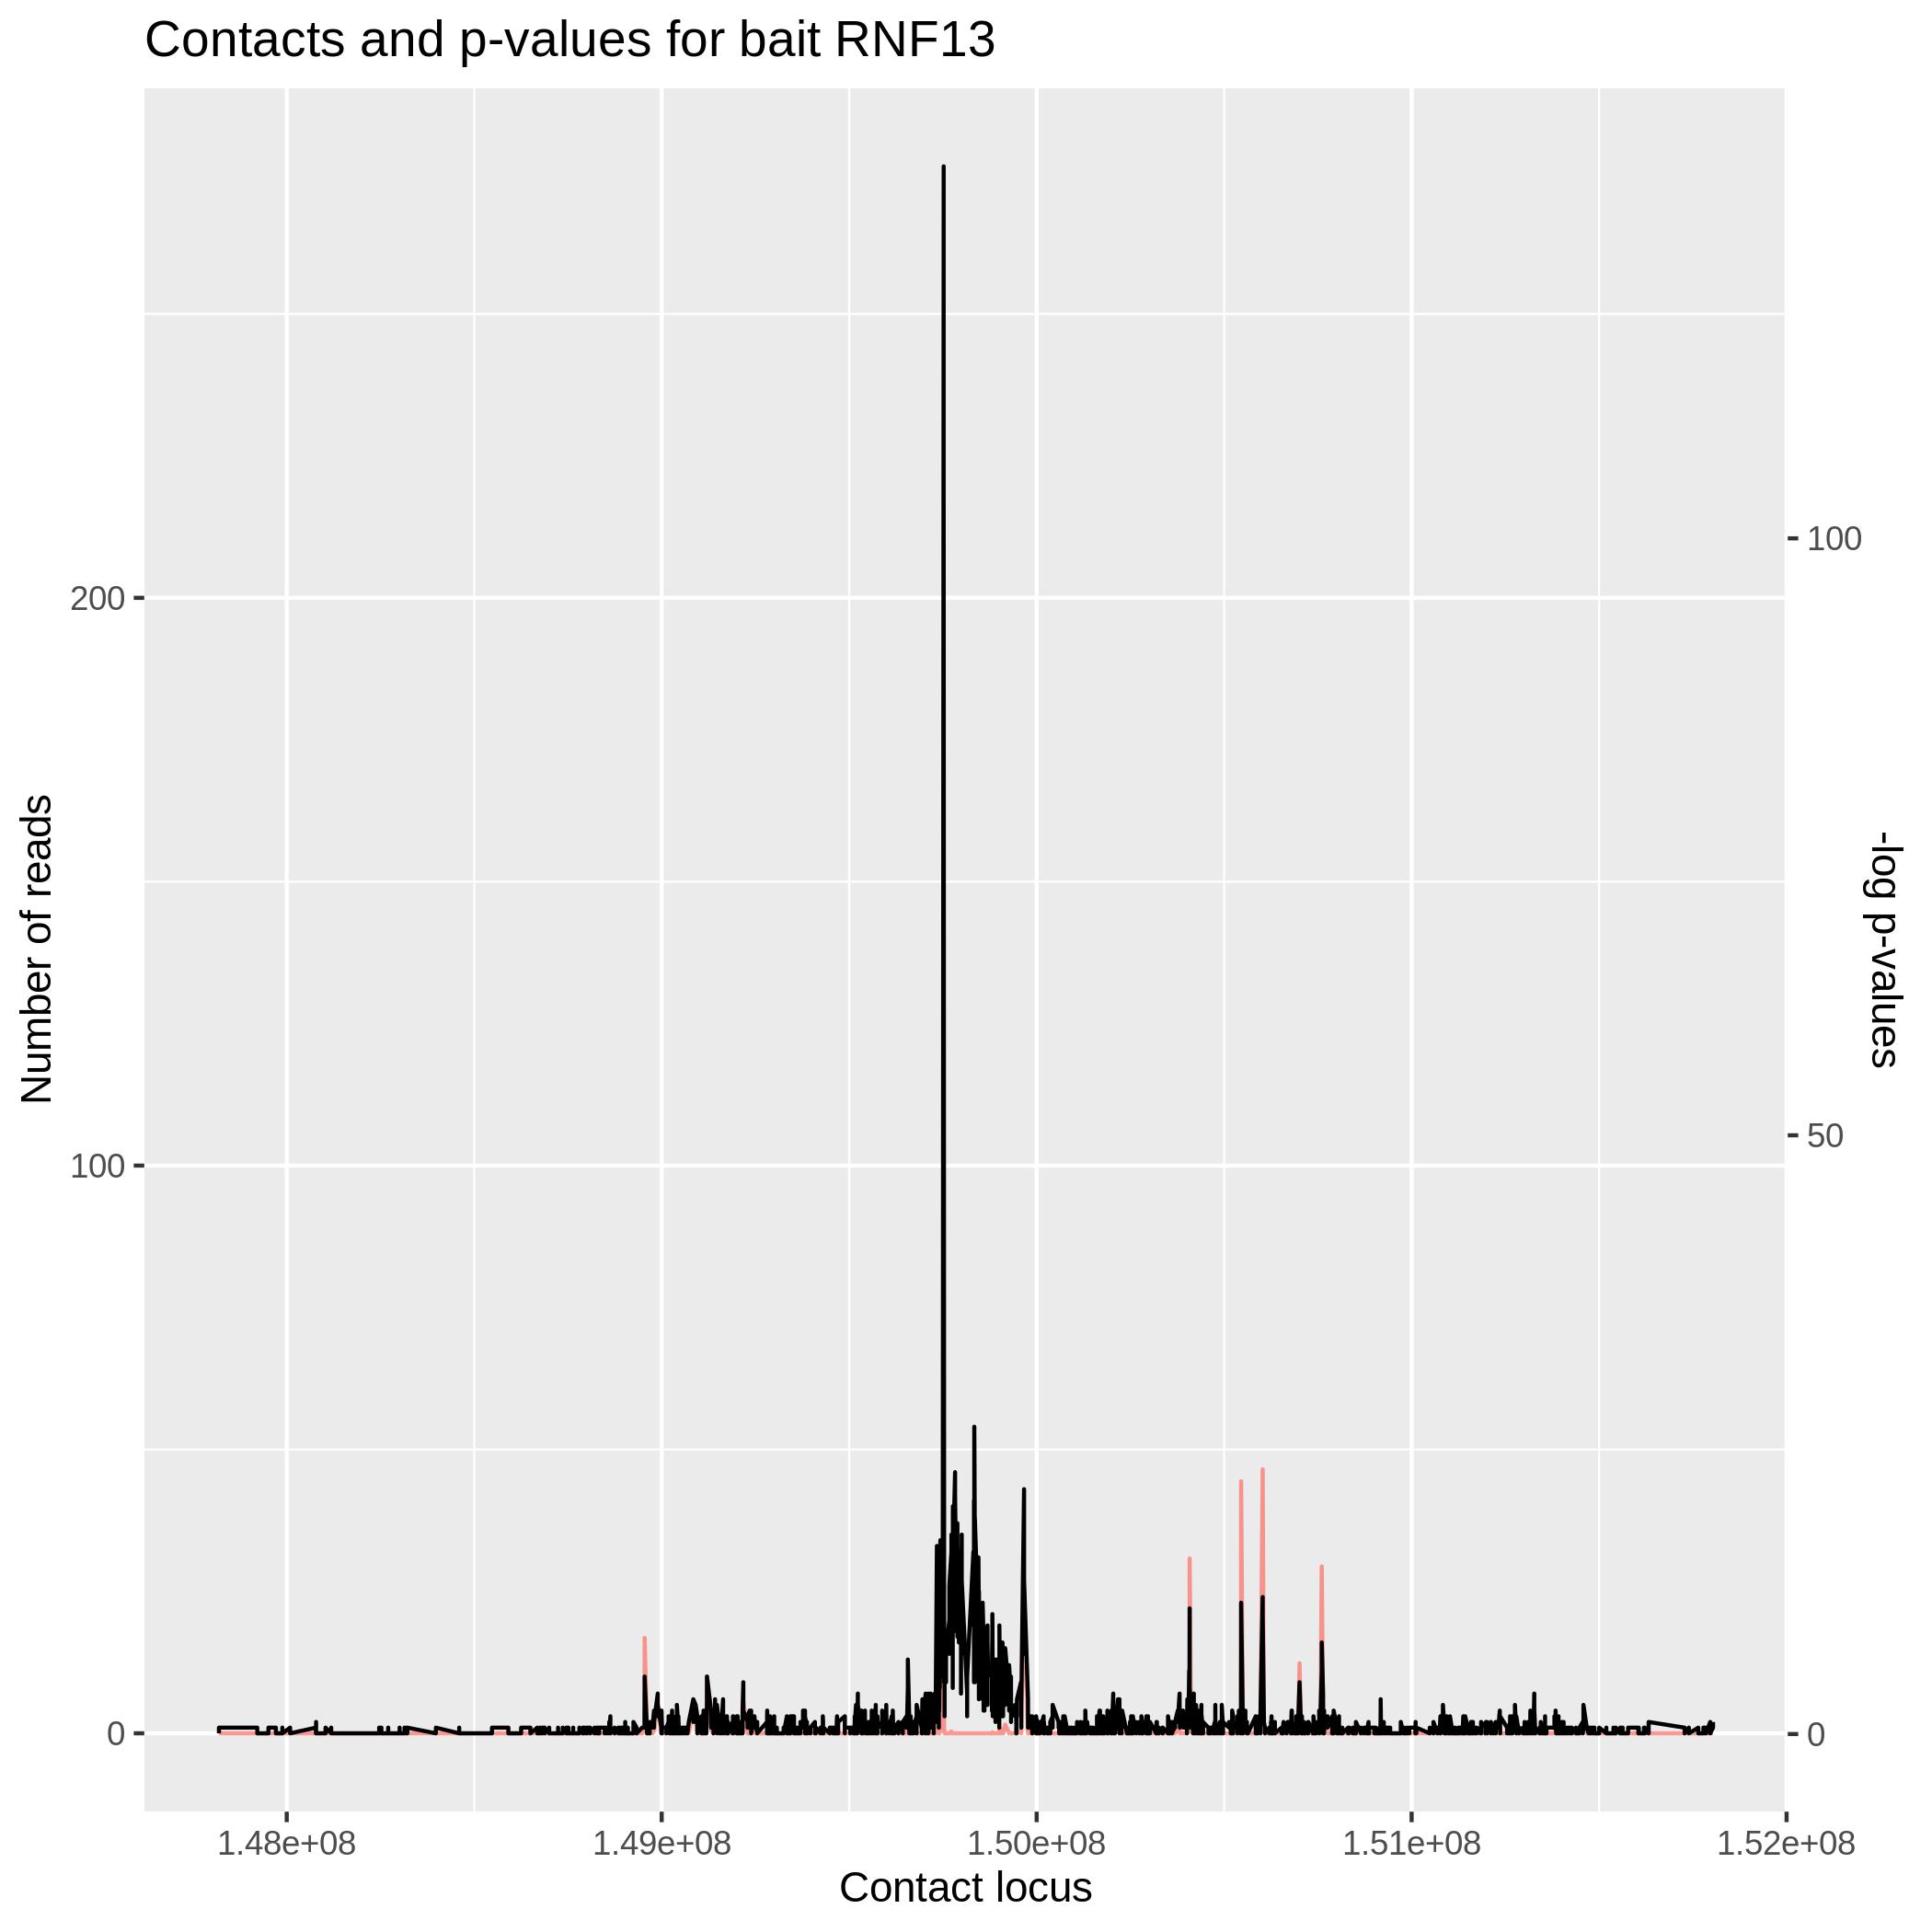 Contacts and p-values for bait RNF13
200
100
0
Number of reads
100
50
0
-log p-values
1.48e+08
1.49e+08
1.50e+08
1.51e+08
1.52e+08
Contact locus